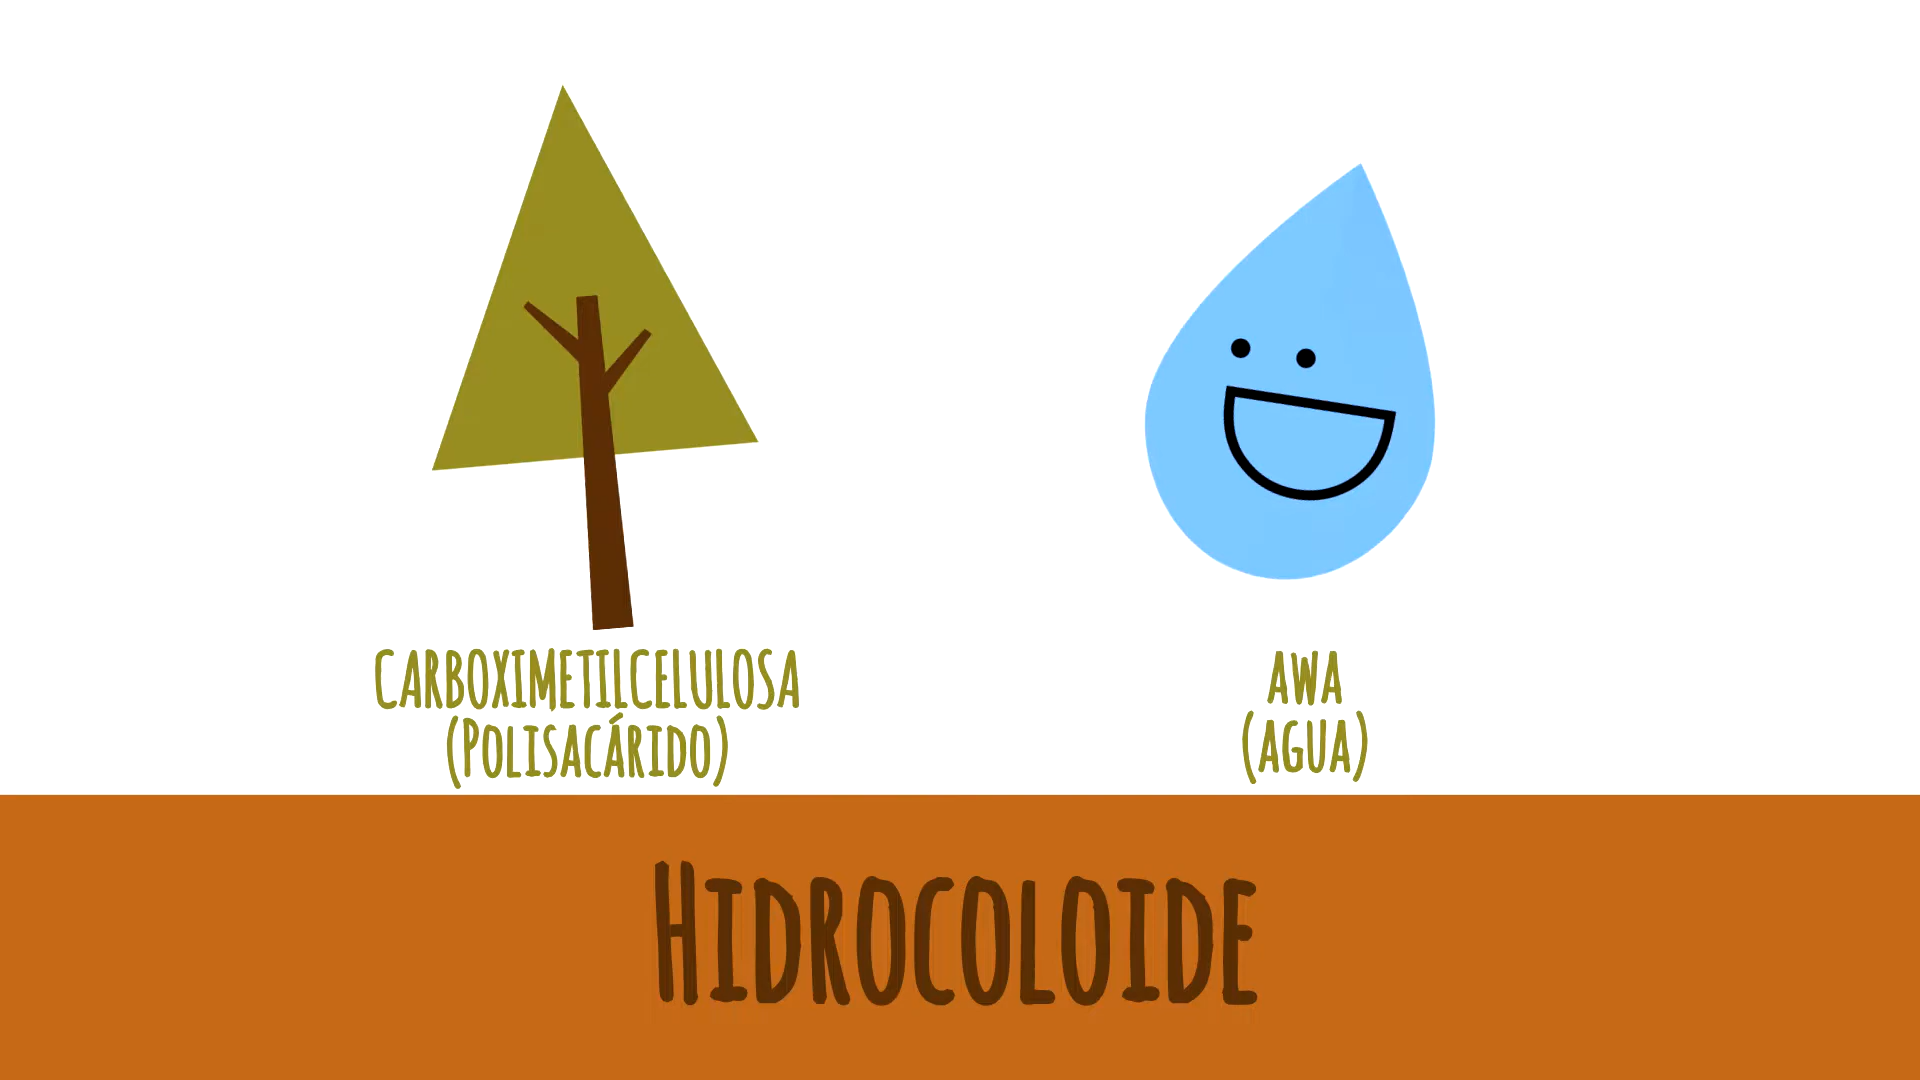 CARBOXIMETILCELULOSA
(POLISACÁRIDO)
AWA
(AGUA)
HIDROCOLOIDE